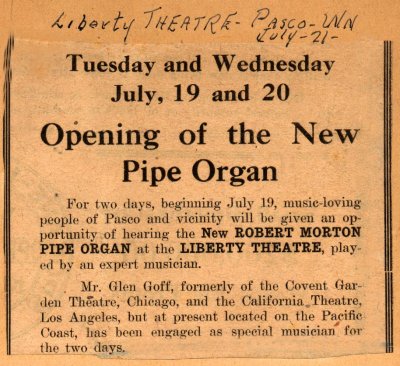 Liberty THEATRE - PASCO - WN
July - 21 -
Tuesday and Wednesday
July, 19 and 20
Opening of the New
Pipe Organ
For two days, beginning July 19, music-loving
people of Pasco and vicinity will be given an op-
portunity of hearing the New ROBERT MORTON
PIPE ORGAN at the LIBERTY THEATRE, play-
ed by an expert musician.
Mr. Glen Goff, formerly of the Covent Gar-
den Theatre, Chicago, and the California Theatre,
Los Angeles, but at present located on the Pacific
Coast, has been engaged as special musician for
the two days.